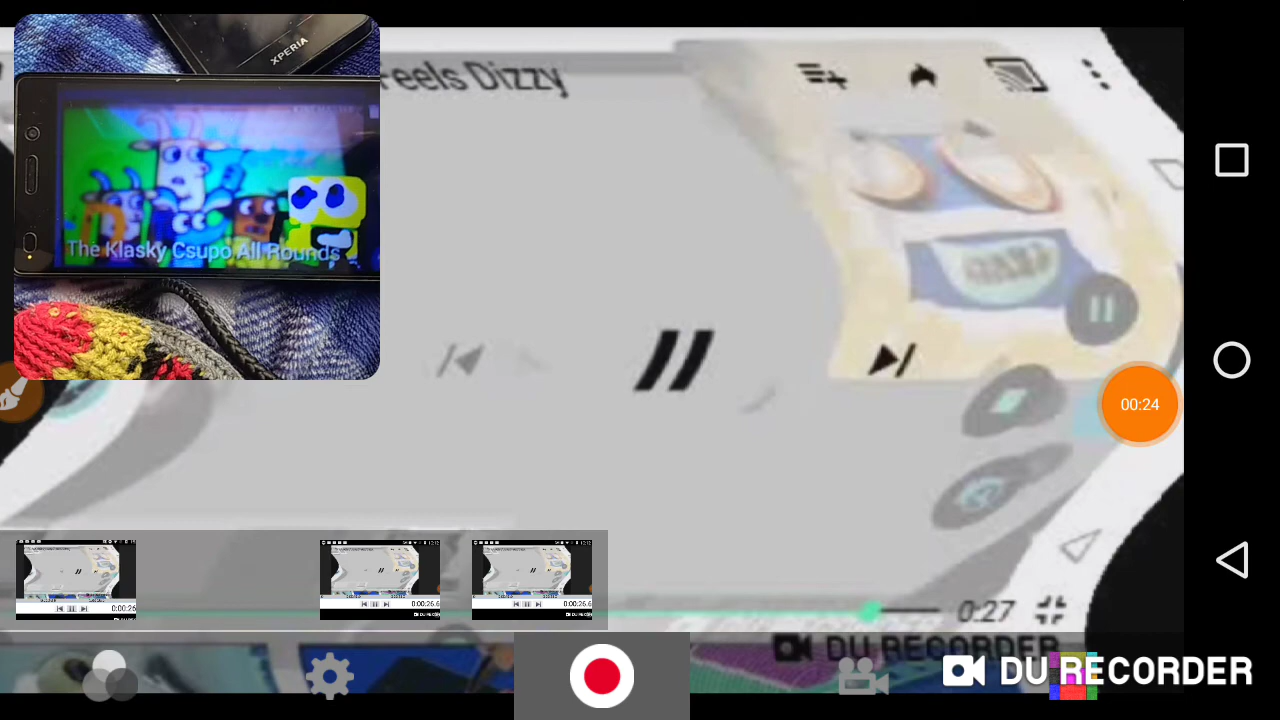 XPERIA
Feels Dizzy
The Klasky Csupo All Rounds
00:24
0:00:26
0:00:26.6
0:00:26.6
0:27
DU RECORDER
DU RECORDER